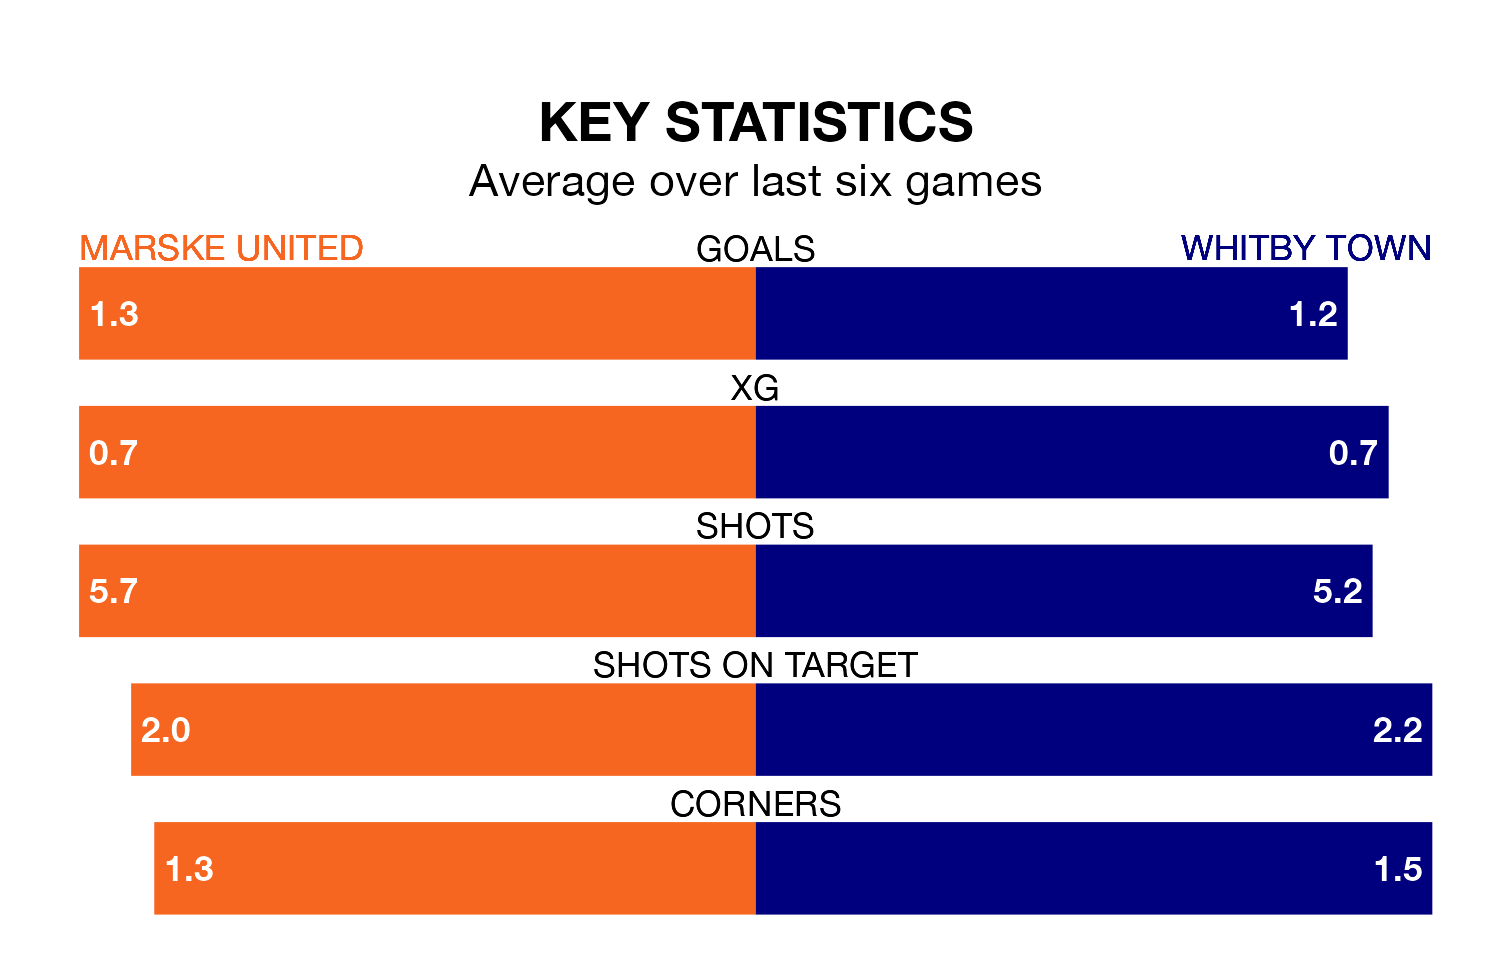 KEY STATISTICS
Average over last six games
MARSKE UNITED GOALS WHITBY TOWN
1.3 1.2
XG
0.7 0.7
SHOTS
5.7 5.2
SHOTS ON TARGET
2.0 2.2
CORNERS
1.3 1.5